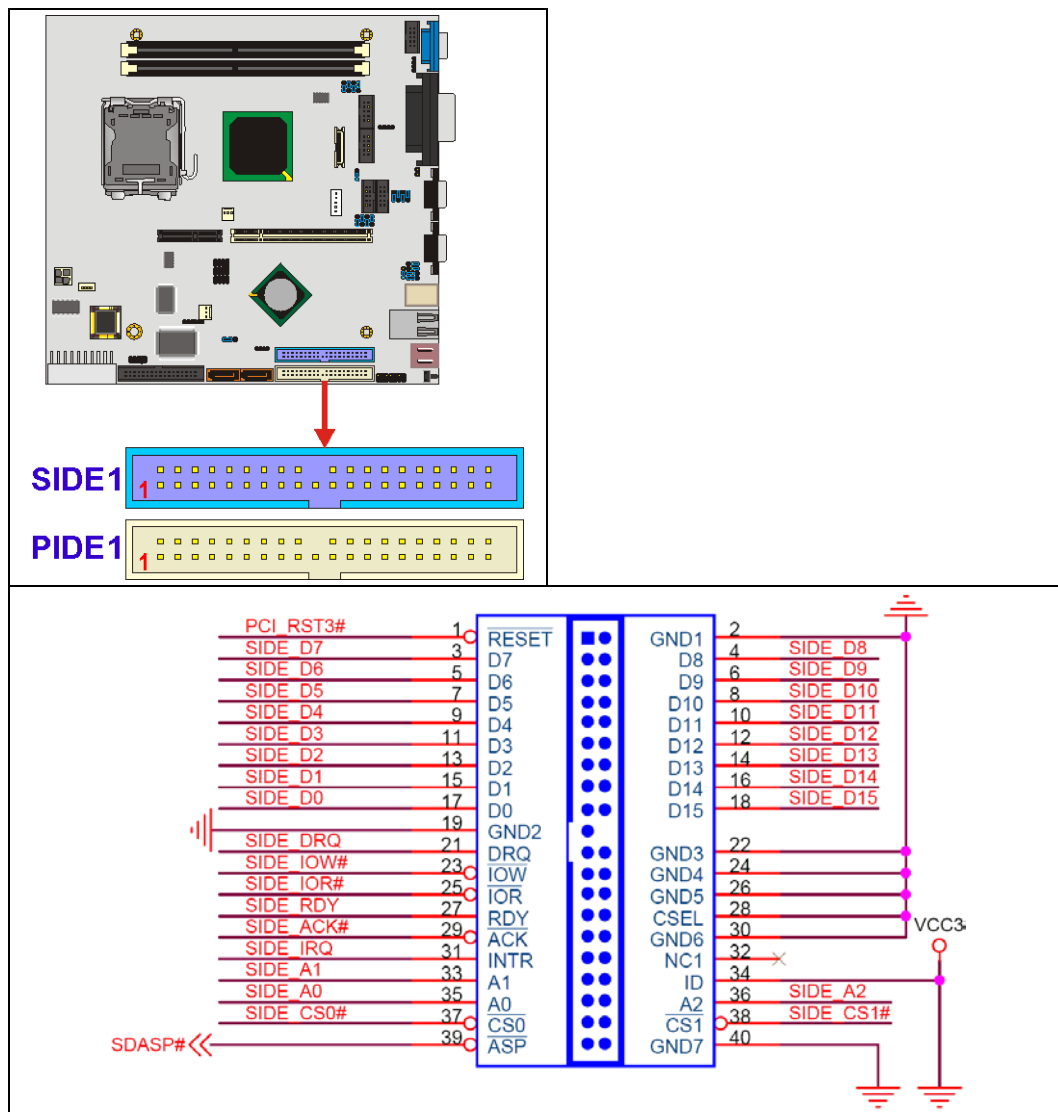 SIDE1
1
PIDE1
1
PCI_RST3# 1 RESET GND1 2
SIDE_D7 3 D7 D8 4 SIDE_D8
SIDE_D6 5 D6 D9 6 SIDE_D9
SIDE_D5 7 D5 D10 8 SIDE_D10
SIDE_D4 9 D4 D11 10 SIDE_D11
SIDE_D3 11 D3 D12 12 SIDE_D12
SIDE_D2 13 D2 D13 14 SIDE_D13
SIDE_D1 15 D1 D14 16 SIDE_D14
SIDE_D0 17 D0 D15 18 SIDE_D15
19 GND2
SIDE_DRQ 21 DRQ GND3 22
SIDE_IOW# 23 IOW GND4 24
SIDE_IOR# 25 IOR GND5 26
SIDE_RDY 27 RDY CSEL 28
SIDE_ACK# 29 ACK GND6 30 VCC3
SIDE_IRQ 31 INTR NC1 32
SIDE_A1 33 A1 ID 34
SIDE_A0 35 A0 A2 36 SIDE_A2
SIDE_CS0# 37 CS0 CS1 38 SIDE_CS1#
SDASP# 39 ASP GND7 40